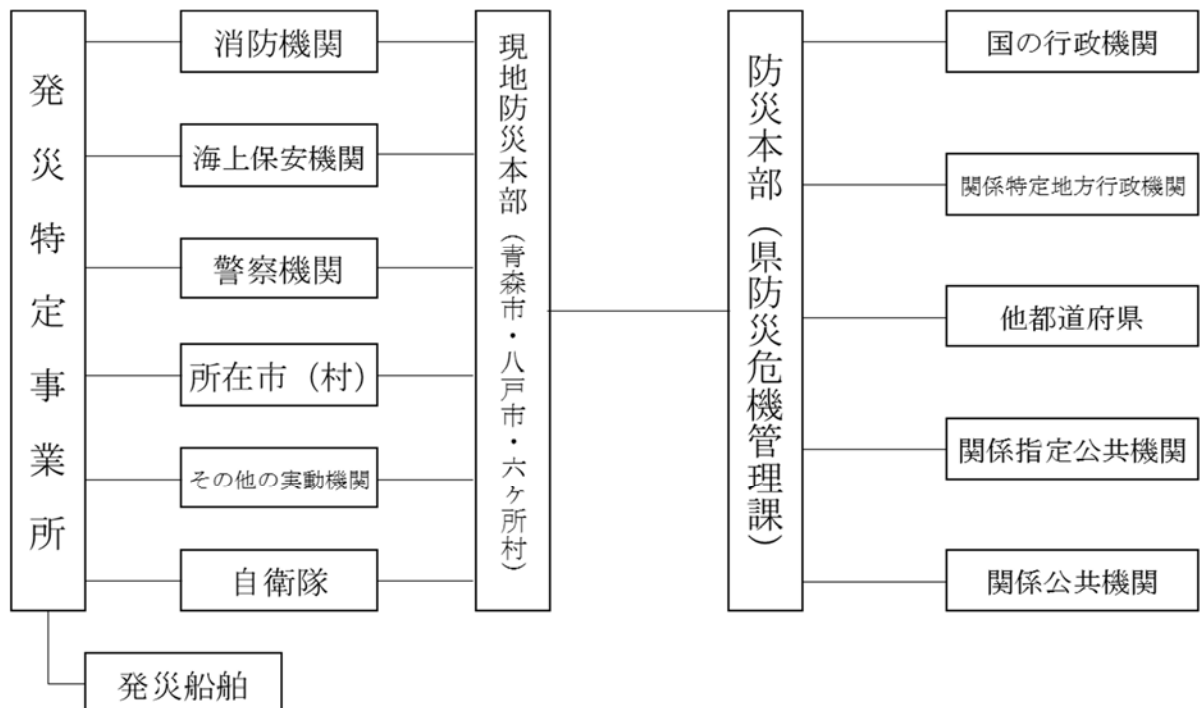 発災特定事業所
消防機関
海上保安機関
警察機関
所在市（村）
その他の実動機関
自衛隊
発災船舶
現地防災本部（青森市・八戸市・六ケ所村）
防災本部（県防災危機管理課）
国の行政機関
関係特定地方行政機関
他都道府県
関係指定公共機関
関係公共機関